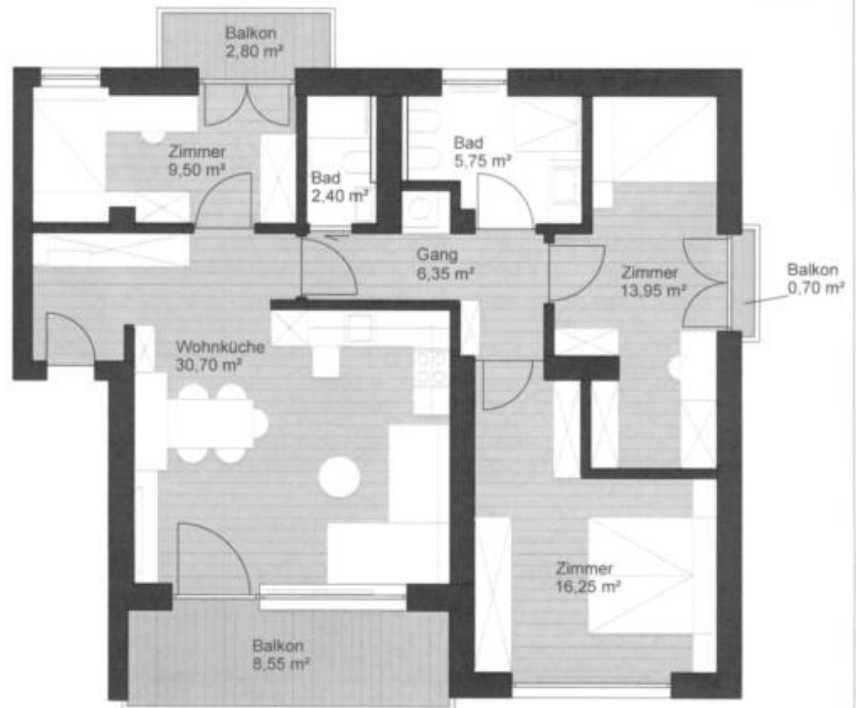 Balkon
2,80 m²
Zimmer
9,50 m²
Bad
2,40 m²
Bad
5,75 m²
Gang
6,35 m²
Zimmer
13,95 m²
Balkon
0,70 m²
Wohnküche
30,70 m²
Zimmer
16,25 m²
Balkon
8,55 m²